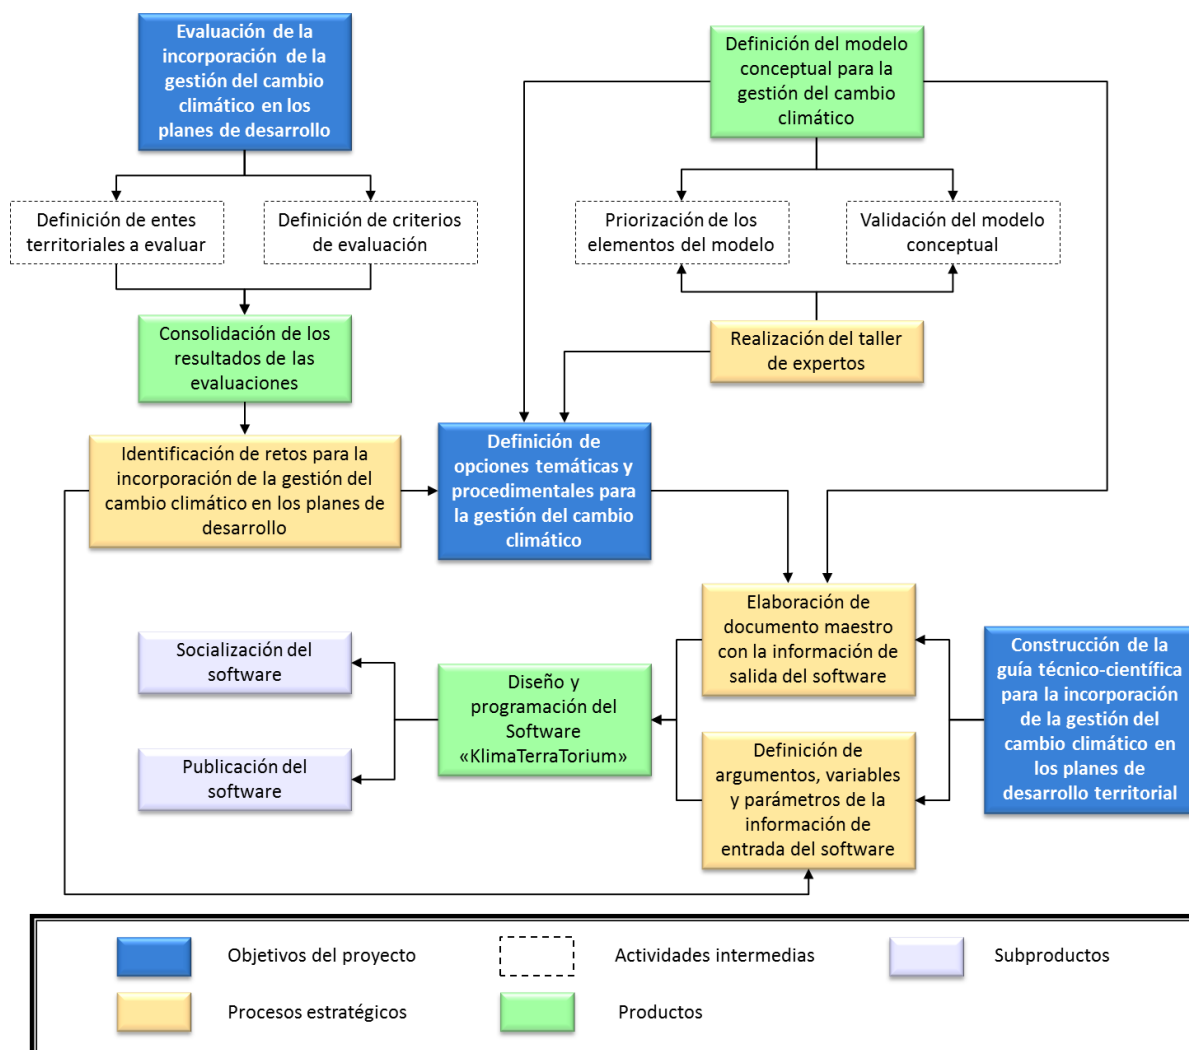 Evaluación de la
incorporación de la
gestión del cambio
climático en los
planes de desarrollo
Definición del modelo
conceptual para la
gestión del cambio
climático
Definición de entes
territoriales a evaluar
Definición de criterios
de evaluación
Priorización de los
elementos del modelo
Validación del modelo
conceptual
Consolidación de los
resultados de las
evaluaciones
Realización del taller
de expertos
Identificación de retos para la
incorporación de la gestión del
cambio climático en los planes de
desarrollo
Definición de
opciones temáticas y
procedimentales para
la gestión del cambio
climático
Elaboración de
documento maestro
con la información de
salida del software
Construcción de la
guía técnico-científica
para la incorporación
de la gestión del
cambio climático en
los planes de
desarrollo territorial
Socialización del
software
Diseño y
programación del
Software
«KlimaTerraTorium»
Publicación del
software
Definición de
argumentos, variables
y parámetros de la
información de
entrada del software
Objetivos del proyecto
Actividades intermedias
Subproductos
Procesos estratégicos
Productos